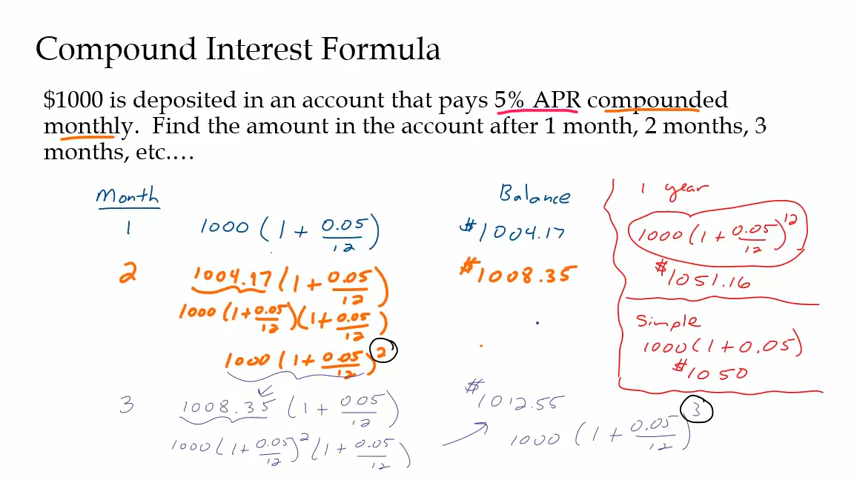 Compound Interest Formula
$1000 is deposited in an account that pays 5% APR compounded
monthly. Find the amount in the account after 1 month, 2 months, 3
months, etc.…
Month
Balance
1
1000 (1 + 0.05/12)
$1004.17
2
1004.17 (1 + 0.05/12)
$1008.35
1000 (1 + 0.05/12)(1 + 0.05/12)
1000 (1 + 0.05/12)^2
3
1008.35 (1 + 0.05/12)
$1012.55
1000 (1 + 0.05/12)^2 (1 + 0.05/12)
1000 (1 + 0.05/12)^3
1 year
1000 (1 + 0.05/12)^12
$1051.16
Simple
1000 (1 + 0.05)
$1050